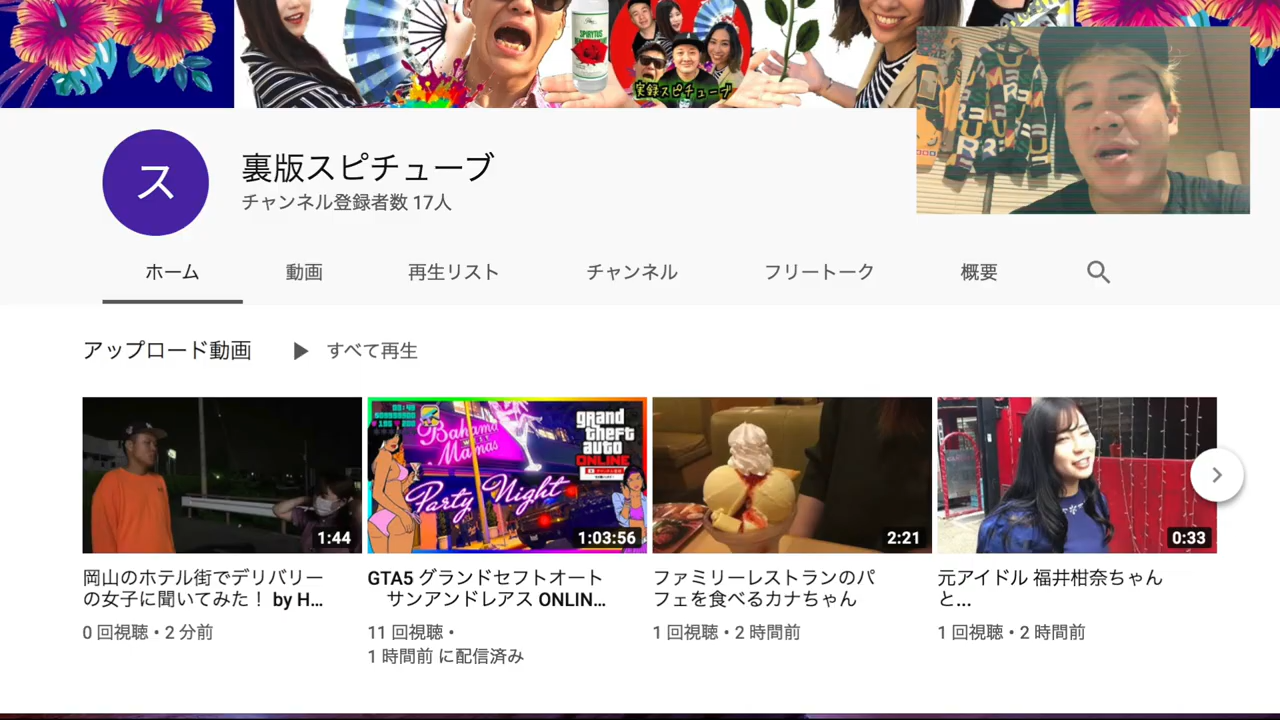 SPIRYTUS
実録スピチューブ
ス
裏版スピチューブ
チャンネル登録者数 17人
ホーム
動画
再生リスト
チャンネル
フリートーク
概要
アップロード動画
すべて再生
Bahama Mamas
Party Night
grand theft auto
ONLINE
1:44
1:03:56
2:21
0:33
岡山のホテル街でデリバリー
の女子に聞いてみた！ by H...
0 回視聴・2 分前
GTA5 グランドセフトオート
サンアンドレアス ONLIN...
11 回視聴・
1 時間前 に配信済み
ファミリーレストランのパ
フェを食べるカナちゃん
1 回視聴・2 時間前
元アイドル 福井柑奈ちゃん
と...
1 回視聴・2 時間前